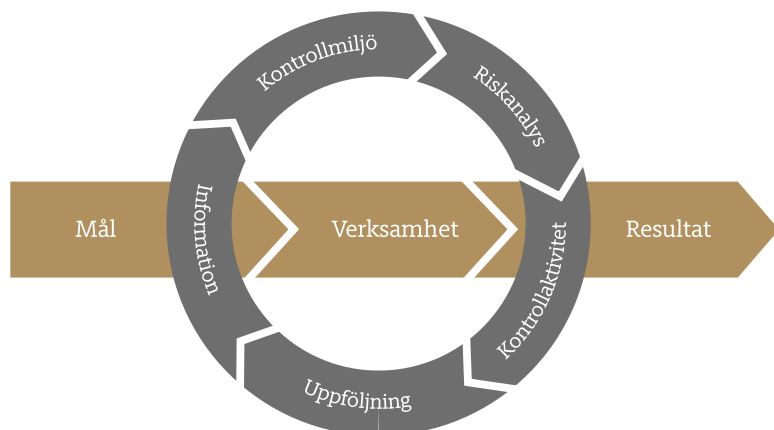 Kontrollmiljö
Riskanalys
Mål
Verksamhet
Resultat
Information
Kontrollaktivitet
Uppföljning